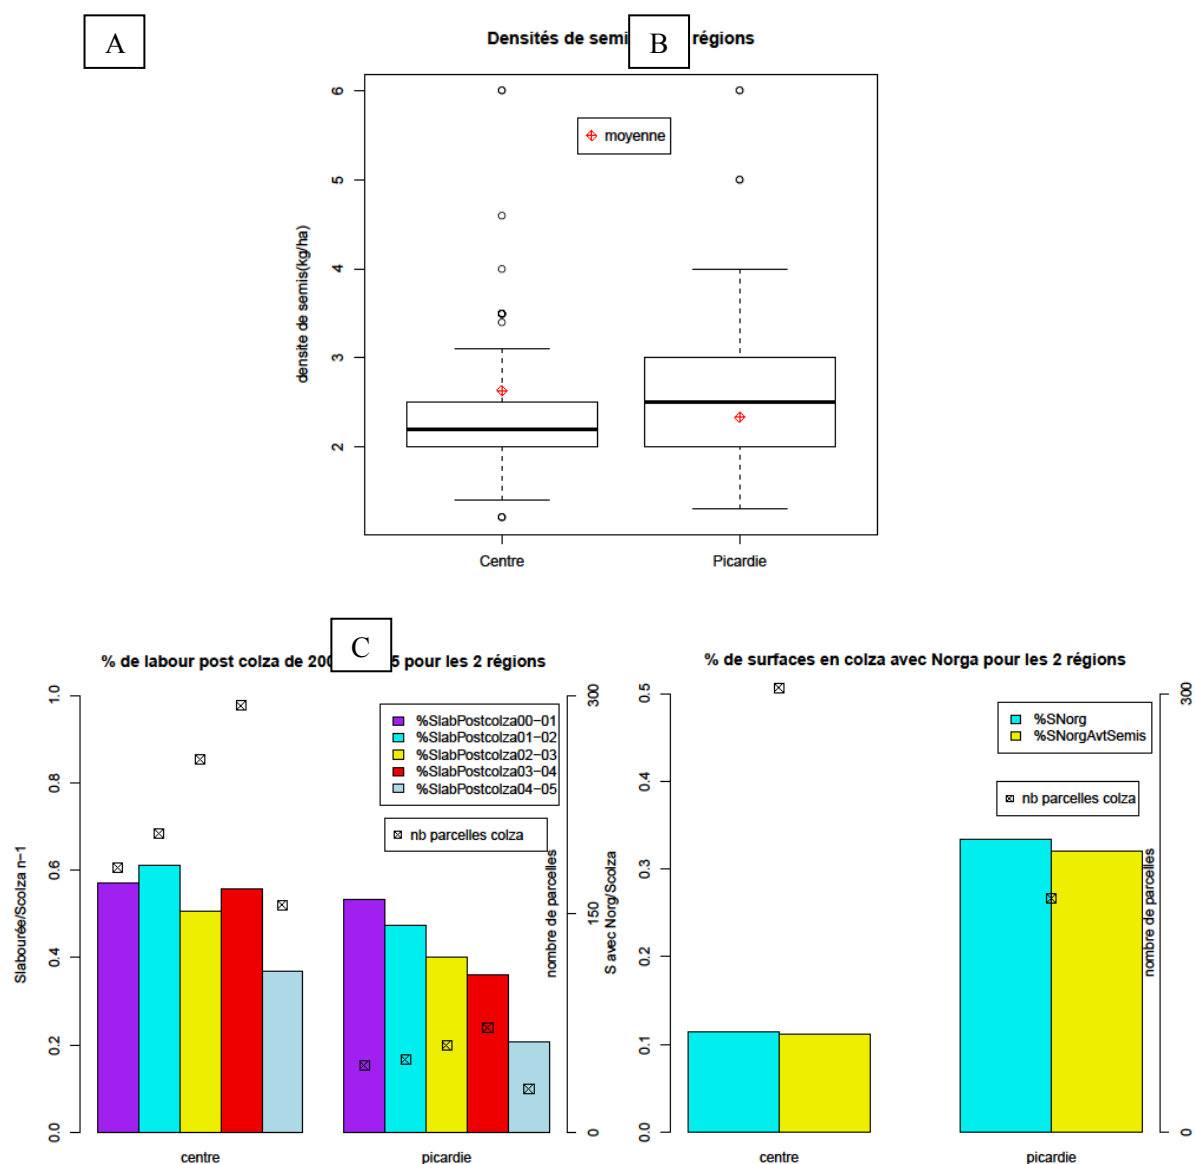 A
B
Densités de semi régions
6
5
4
3
2
densite de semis(kg/ha)
moyenne
Centre
Picardie
C
% de labour post colza de 200 5 pour les 2 régions
1.0
0.8
0.6
0.4
0.2
0.0
Slabourée/Scolza n-1
%SlabPostcolza00-01
%SlabPostcolza01-02
%SlabPostcolza02-03
%SlabPostcolza03-04
%SlabPostcolza04-05
nb parcelles colza
300
150
0
nombre de parcelles
centre
picardie
% de surfaces en colza avec Norga pour les 2 régions
0.5
0.4
0.3
0.2
0.1
0.0
S avec Norg/Scolza
%SNorg
%SNorgAvtSemis
nb parcelles colza
300
0
nombre de parcelles
centre
picardie